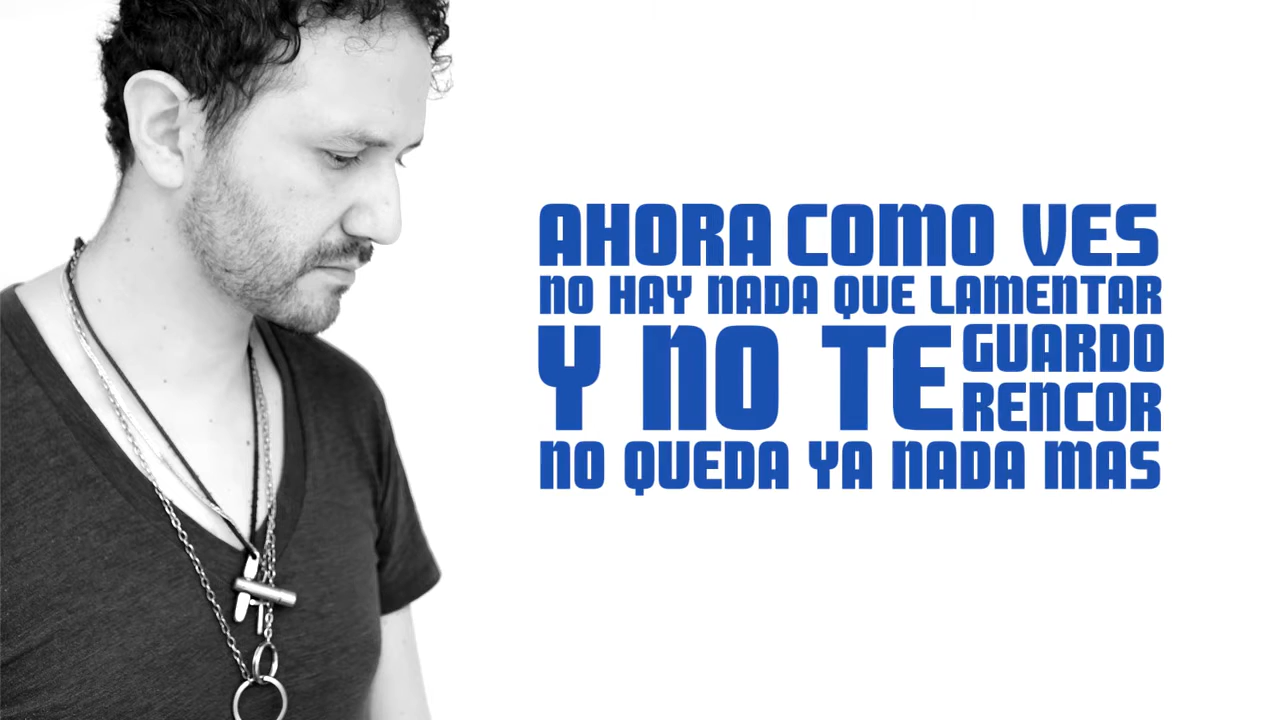 AHORA COMO VES
NO HAY NADA QUE LAMENTAR
Y NO TE GUARDO RENCOR
NO QUEDA YA NADA MAS